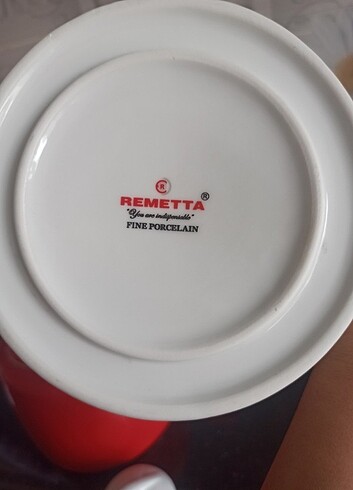 REMETTA ®
"You are indispensable"
FINE PORCELAIN